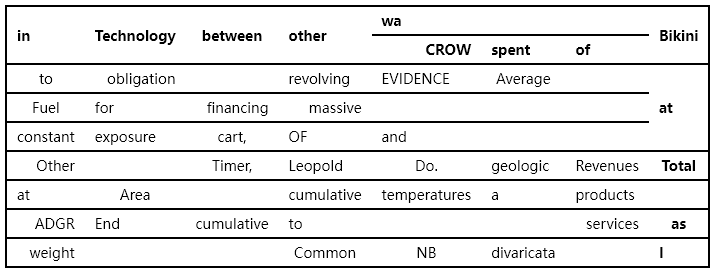 in Technology between other wa Bikini
CROW spent of
to obligation revolving EVIDENCE Average
Fuel for financing massive at
constant exposure cart, OF and
Other Timer, Leopold Do. geologic Revenues Total
at Area cumulative temperatures a products
ADGR End cumulative to services as
weight Common NB divaricata I